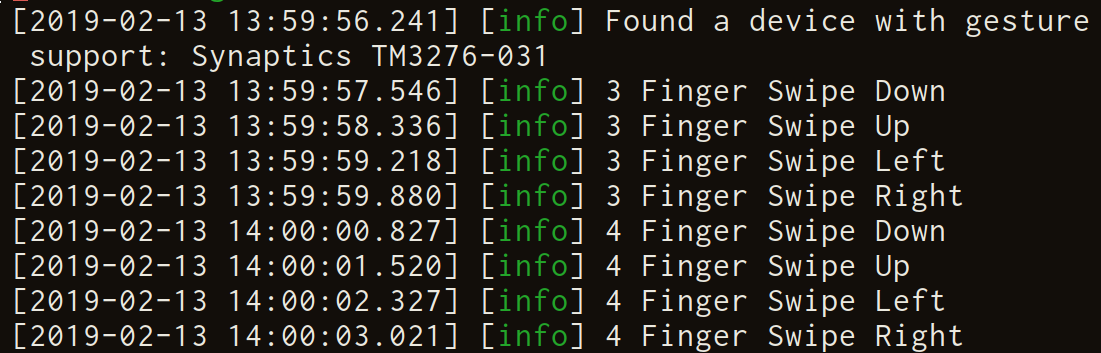 [2019-02-13 13:59:56.241] [info] Found a device with gesture
support: Synaptics TM3276-031
[2019-02-13 13:59:57.546] [info] 3 Finger Swipe Down
[2019-02-13 13:59:58.336] [info] 3 Finger Swipe Up
[2019-02-13 13:59:59.218] [info] 3 Finger Swipe Left
[2019-02-13 13:59:59.880] [info] 3 Finger Swipe Right
[2019-02-13 14:00:00.827] [info] 4 Finger Swipe Down
[2019-02-13 14:00:01.520] [info] 4 Finger Swipe Up
[2019-02-13 14:00:02.327] [info] 4 Finger Swipe Left
[2019-02-13 14:00:03.021] [info] 4 Finger Swipe Right